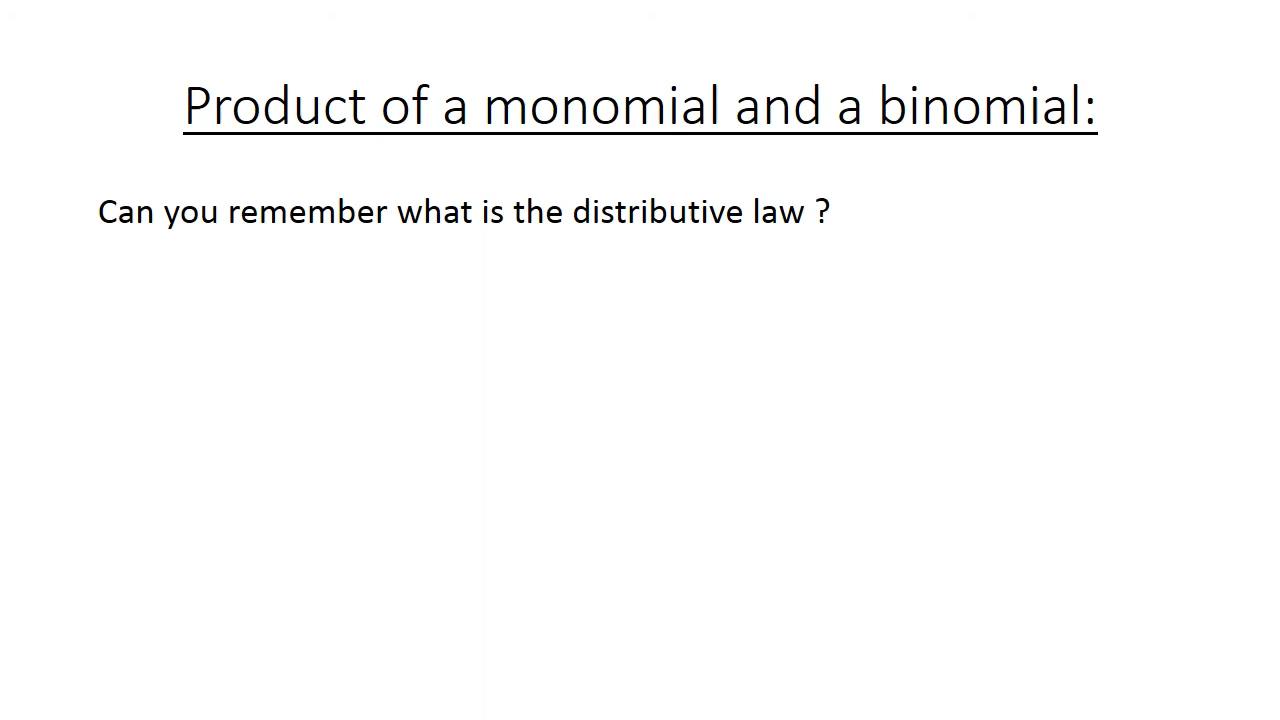 Product of a monomial and a binomial:
Can you remember what is the distributive law ?